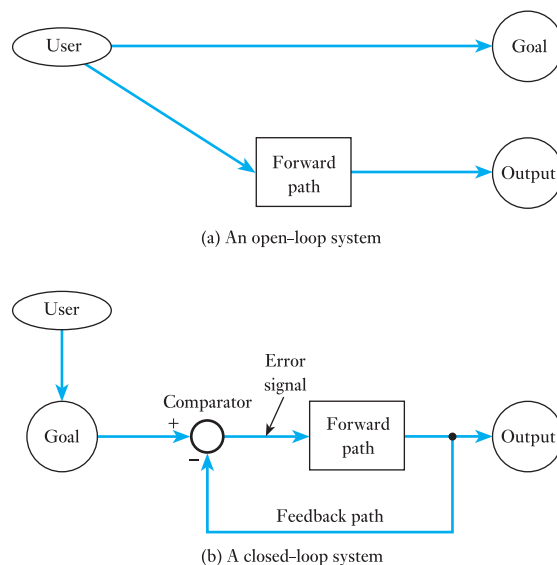 User
Goal
Forward
path
Output
(a) An open–loop system
User
Error
signal
Comparator
Goal
+
−
Forward
path
Output
Feedback path
(b) A closed–loop system